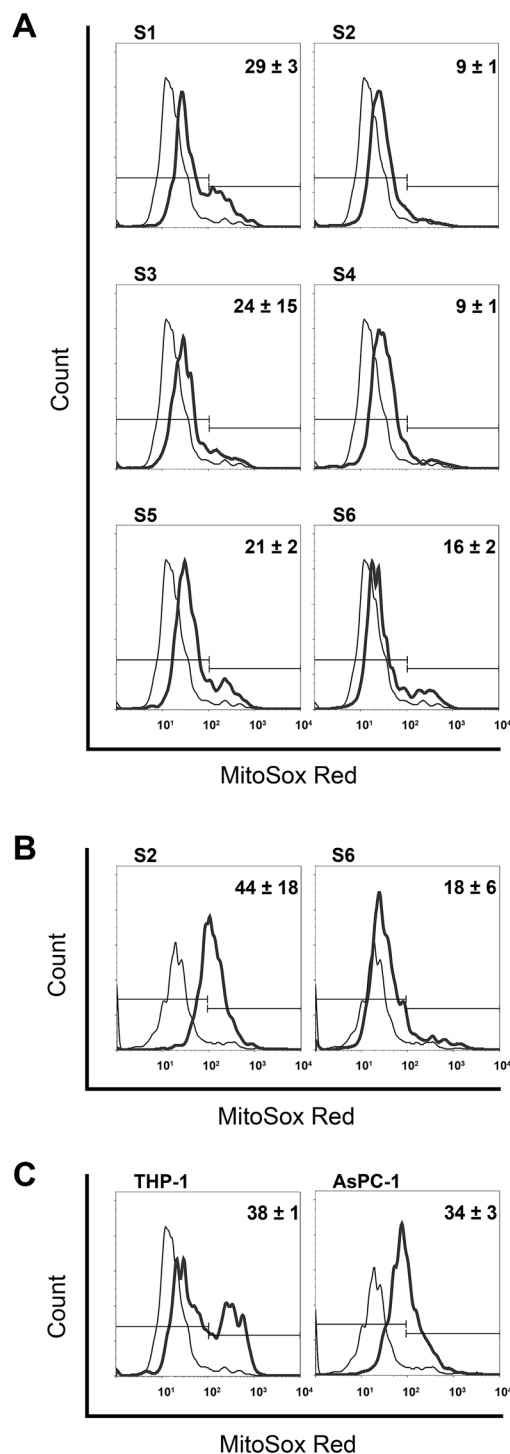 A
S1
S2
29 ± 3
9 ± 1
S3
S4
24 ± 15
9 ± 1
Count
S5
S6
21 ± 2
16 ± 2
10¹ 10² 10³ 10⁴ 10¹ 10² 10³ 10⁴
MitoSox Red
B
S2
S6
44 ± 18
18 ± 6
Count
10¹ 10² 10³ 10⁴ 10¹ 10² 10³ 10⁴
MitoSox Red
C
THP-1
AsPC-1
38 ± 1
34 ± 3
Count
10¹ 10² 10³ 10⁴ 10¹ 10² 10³ 10⁴
MitoSox Red